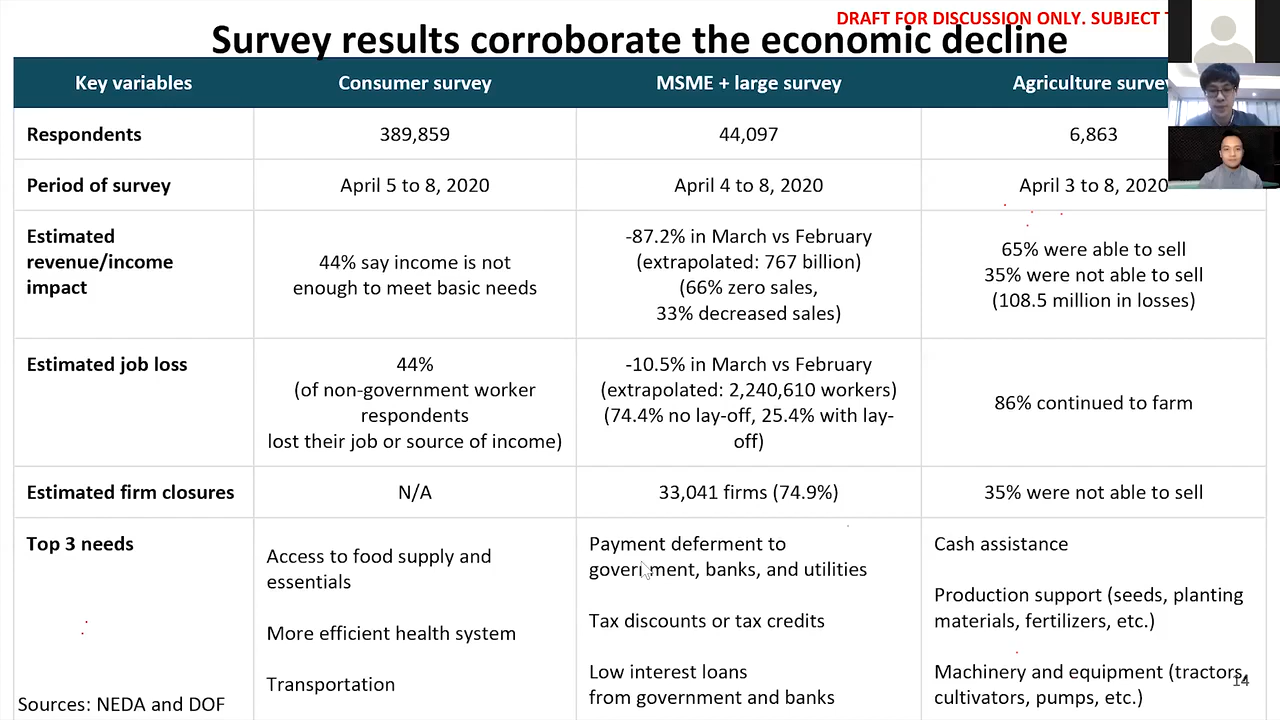 DRAFT FOR DISCUSSION ONLY. SUBJECT
Survey results corroborate the economic decline
Key variables
Consumer survey
MSME + large survey
Agriculture survey
Respondents
389,859
44,097
6,863
Period of survey
April 5 to 8, 2020
April 4 to 8, 2020
April 3 to 8, 2020
Estimated
revenue/income
impact
44% say income is not
enough to meet basic needs
-87.2% in March vs February
(extrapolated: 767 billion)
(66% zero sales,
33% decreased sales)
65% were able to sell
35% were not able to sell
(108.5 million in losses)
Estimated job loss
44%
(of non-government worker
respondents
lost their job or source of income)
-10.5% in March vs February
(extrapolated: 2,240,610 workers)
(74.4% no lay-off, 25.4% with lay-
off)
86% continued to farm
Estimated firm closures
N/A
33,041 firms (74.9%)
35% were not able to sell
Top 3 needs
Access to food supply and
essentials
More efficient health system
Transportation
Payment deferment to
government, banks, and utilities
Tax discounts or tax credits
Low interest loans
from government and banks
Cash assistance
Production support (seeds, planting
materials, fertilizers, etc.)
Machinery and equipment (tractors,
cultivators, pumps, etc.)
14
Sources: NEDA and DOF